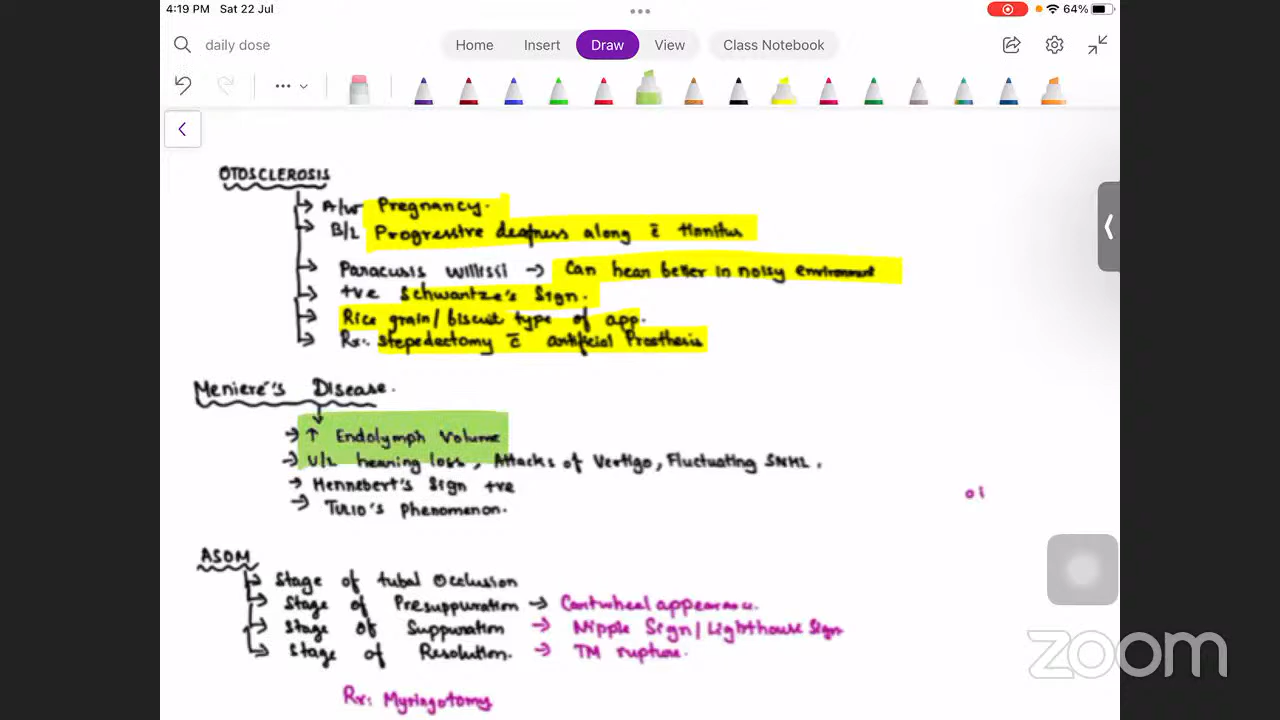 4:19 PM Sat 22 Jul
64%
daily dose
Home Insert Draw View Class Notebook
OTOSCLEROSIS
A/w Pregnancy.
B/L Progressive deafness along c̄ tinnitus
Paracusis willisii → Can hear better in noisy environment
+ve Schwantze's Sign.
Rice grain/biscuit type of app.
Rx:. Stepedectomy c̄ artificial Prosthesis
Meniere's Disease.
→ ↑ Endolymph Volume
→ U/L hearing loss, Attacks of Vertigo, Fluctuating SNHL.
→ Hennebert's Sign +ve
→ Tulio's Phenomenon.
ASOM
Stage of tubal Occlusion
Stage of Presuppuration → Cartwheel appearance.
Stage of Suppuration → Nipple Sign/Lighthouse Sign
Stage of Resolution. → TM rupture.
Rx: Myringotomy
zoom